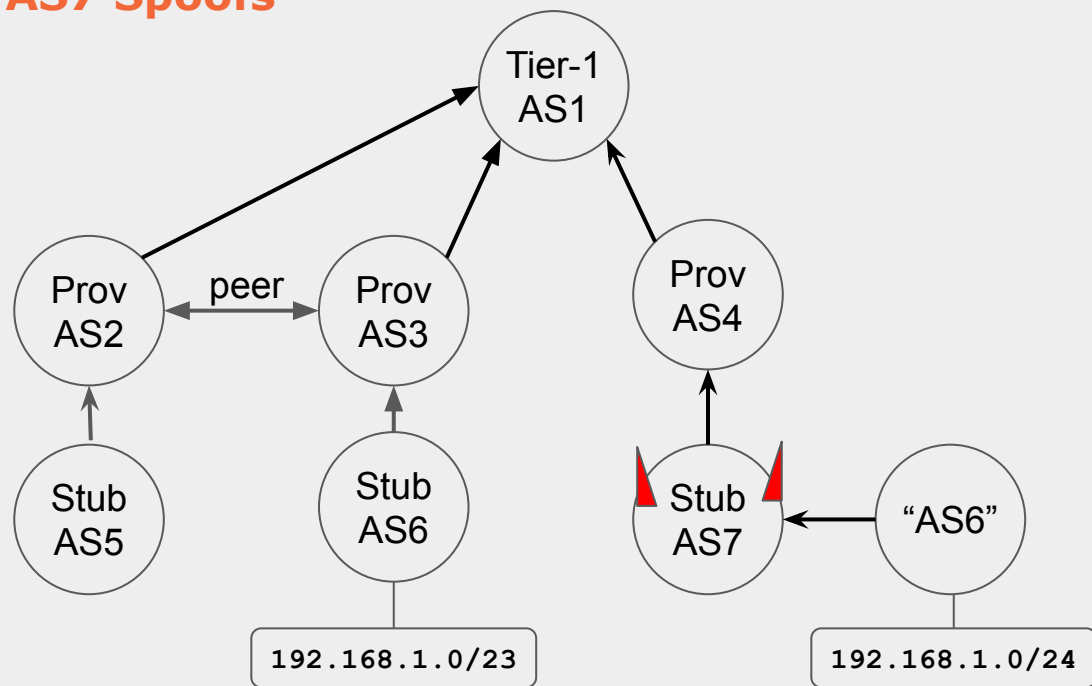 AS7 Spoofs
Tier-1
AS1
Prov
AS2
peer
Prov
AS3
Prov
AS4
Stub
AS5
Stub
AS6
Stub
AS7
“AS6”
192.168.1.0/23
192.168.1.0/24